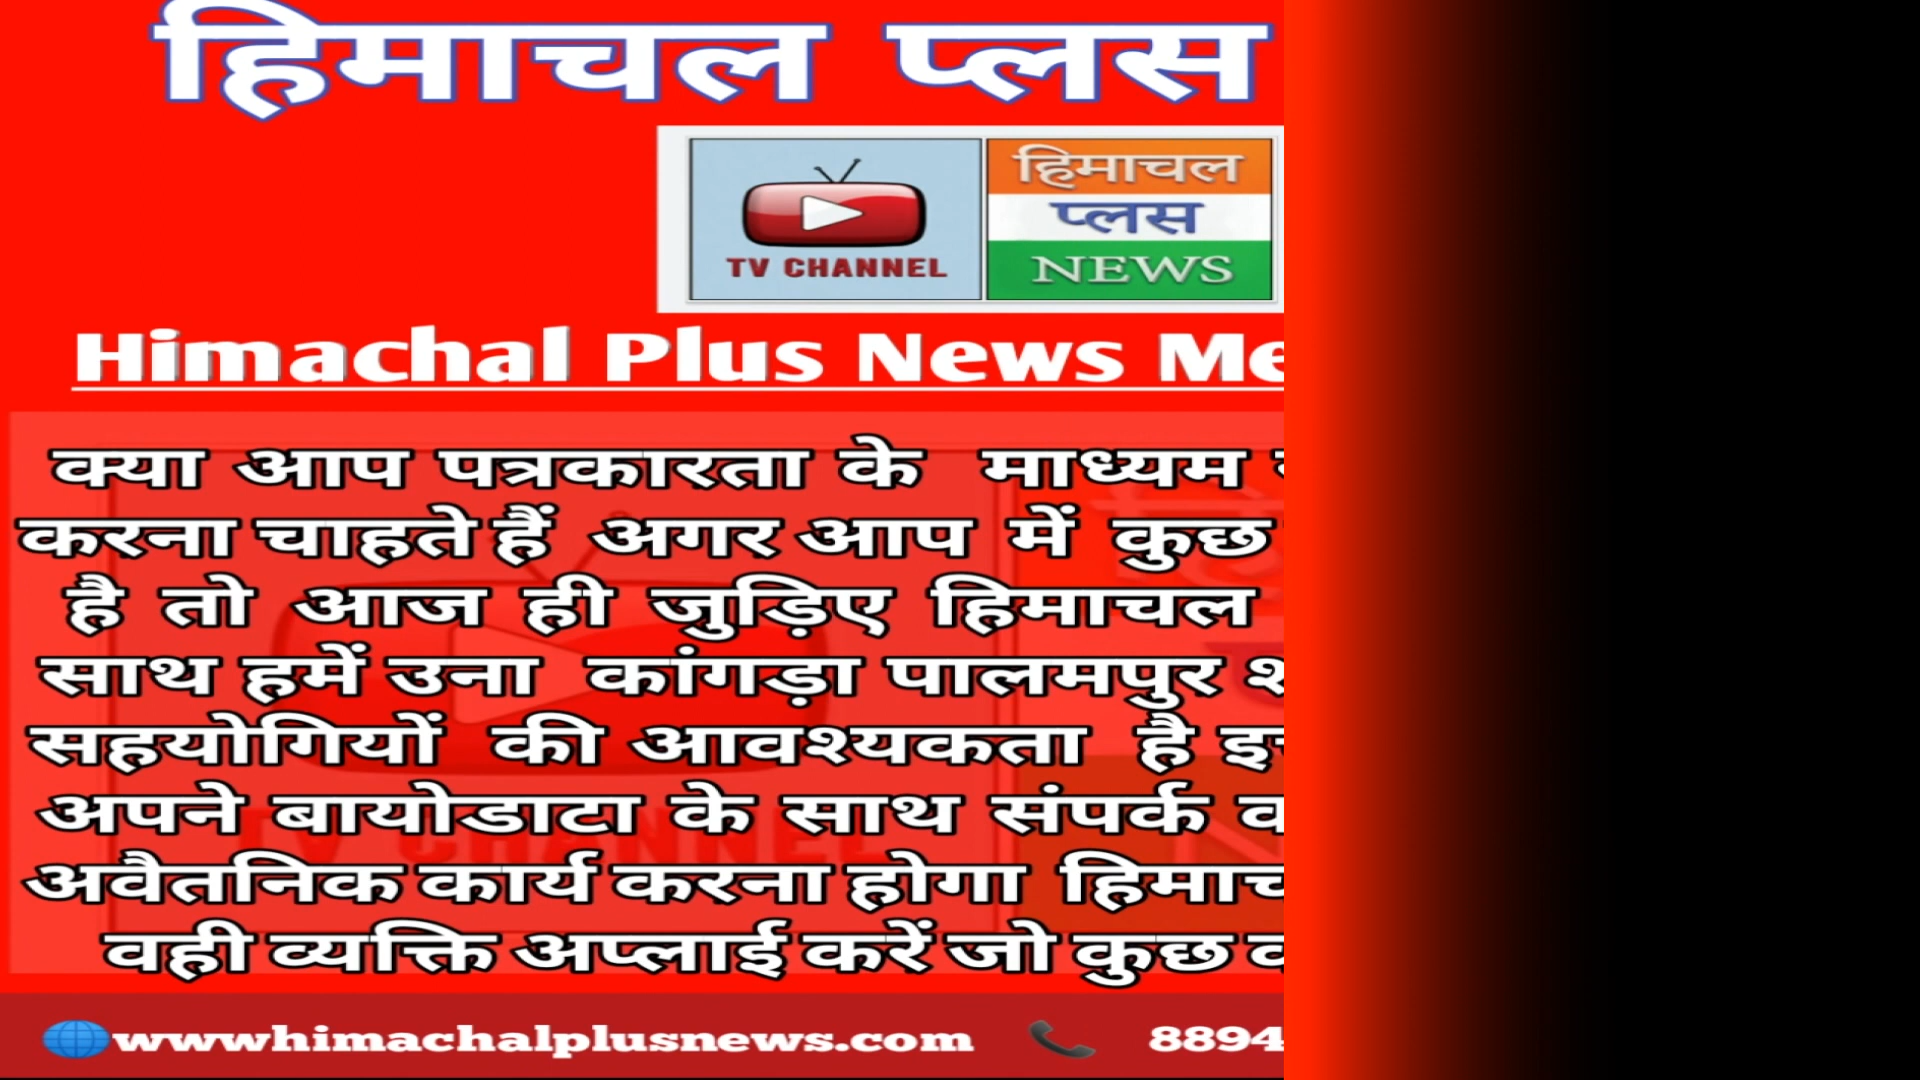 हिमाचल प्लस
हिमाचल
प्लस
TV CHANNEL
NEWS
Himachal Plus News
क्या आप पत्रकारता के माध्यम
करना चाहते हैं अगर आप में कुछ
है तो आज ही जुड़िए हिमाचल
साथ हमें उना कांगड़ा पालमपुर
सहयोगियों की आवश्यकता है
अपने बायोडाटा के साथ संपर्क
अवैतनिक कार्य करना होगा
वही व्यक्ति अप्लाई करें जो कुछ
www.himachalplusnews.com 8894